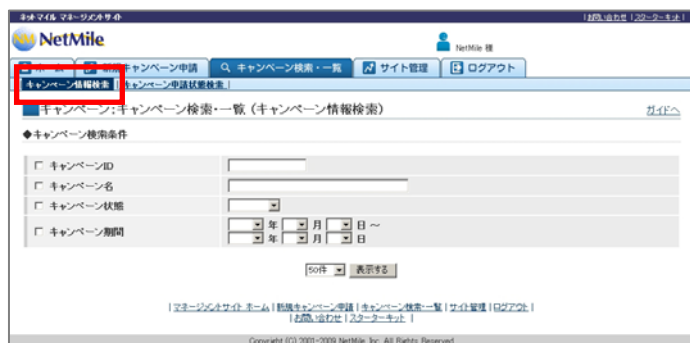 ネットマイル マネージメントサイト
| お問い合わせ | スターターキット |
NetMile
NetMile 様
ホーム 新規キャンペーン申請 キャンペーン検索・一覧 サイト管理 ログアウト
キャンペーン情報検索 | キャンペーン申請状態検索 |
キャンペーン:キャンペーン検索・一覧 (キャンペーン情報検索)
ガイドへ
◆キャンペーン検索条件
キャンペーンID
キャンペーン名
キャンペーン状態
キャンペーン期間
年 月 日 ～
年 月 日
50件 表示する
| マネージメントサイト ホーム | 新規キャンペーン申請 | キャンペーン検索・一覧 | サイト管理 | ログアウト |
| お問い合わせ | スターターキット |
Copyright (C) 2001-2009 NetMile, Inc. All Rights Reserved.